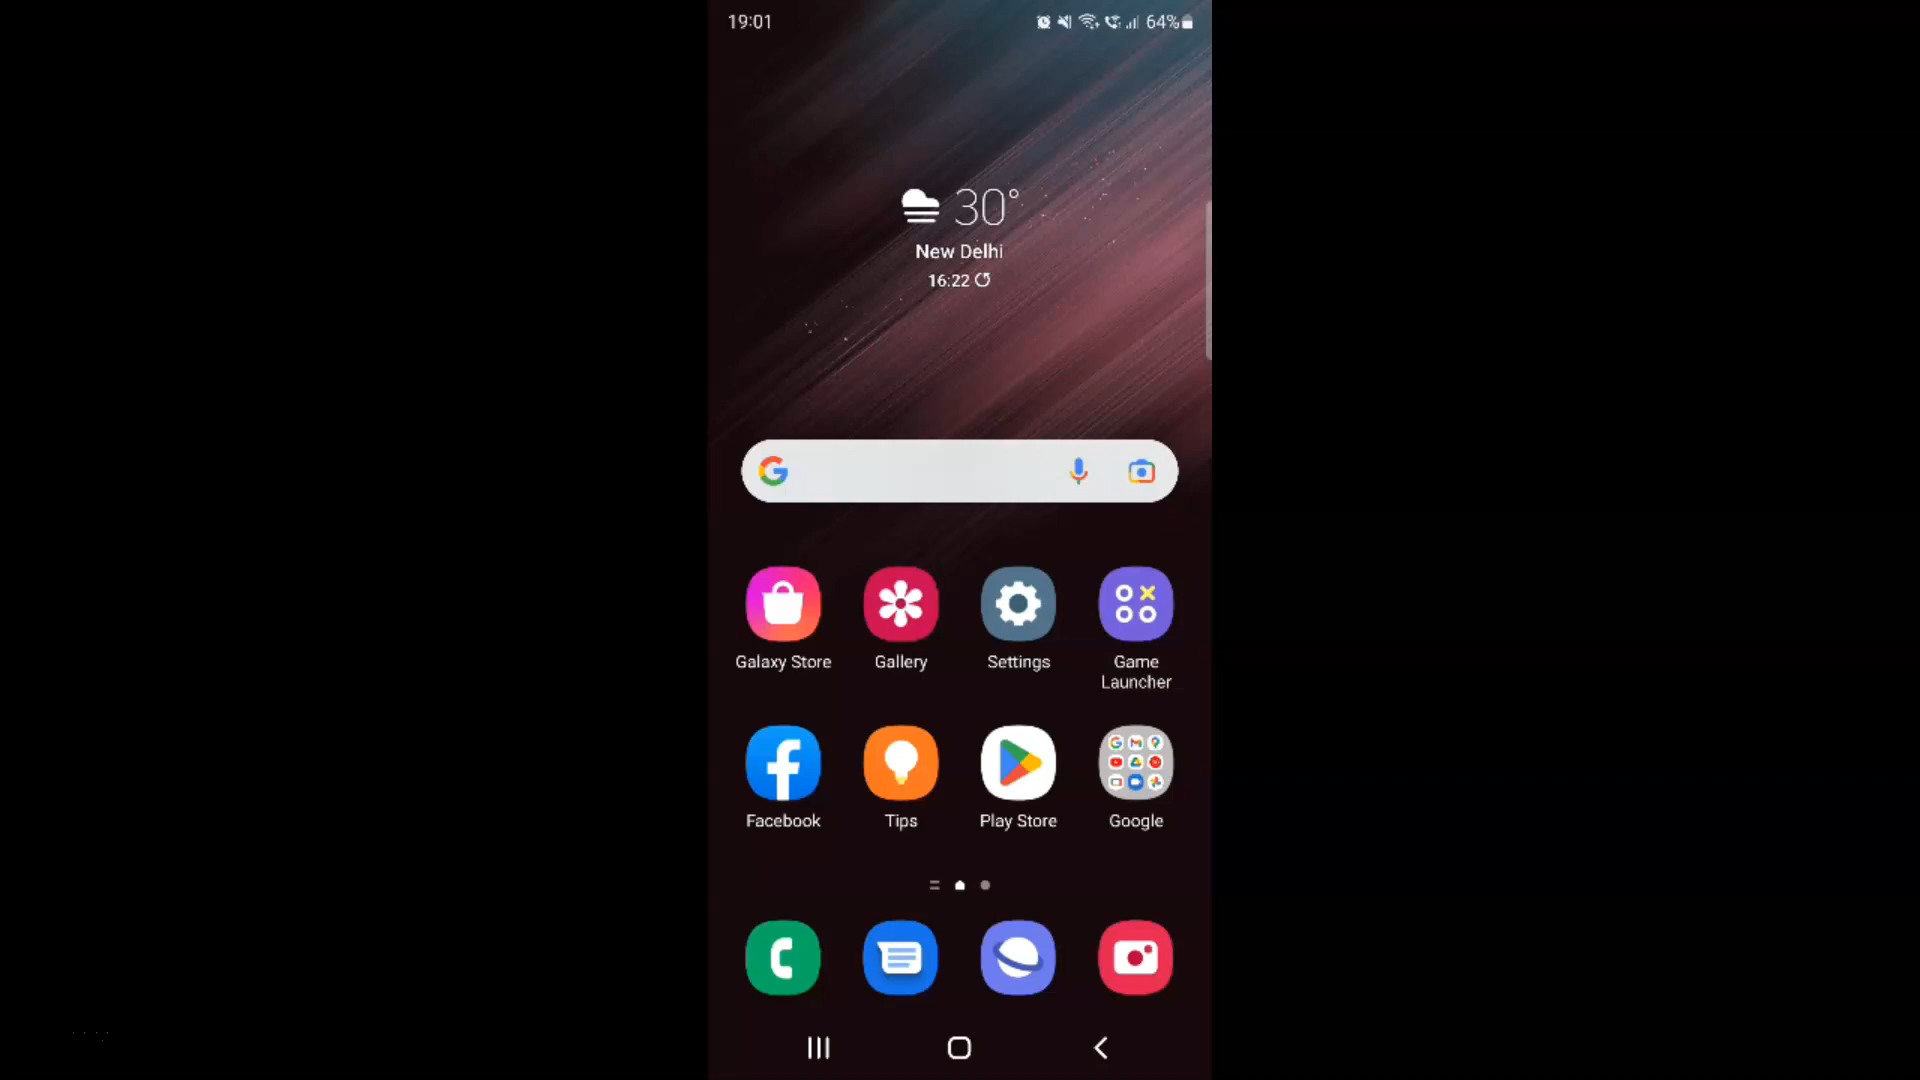 19:01
64%
30°
New Delhi
16:22
Galaxy Store
Gallery
Settings
Game
Launcher
Facebook
Tips
Play Store
Google